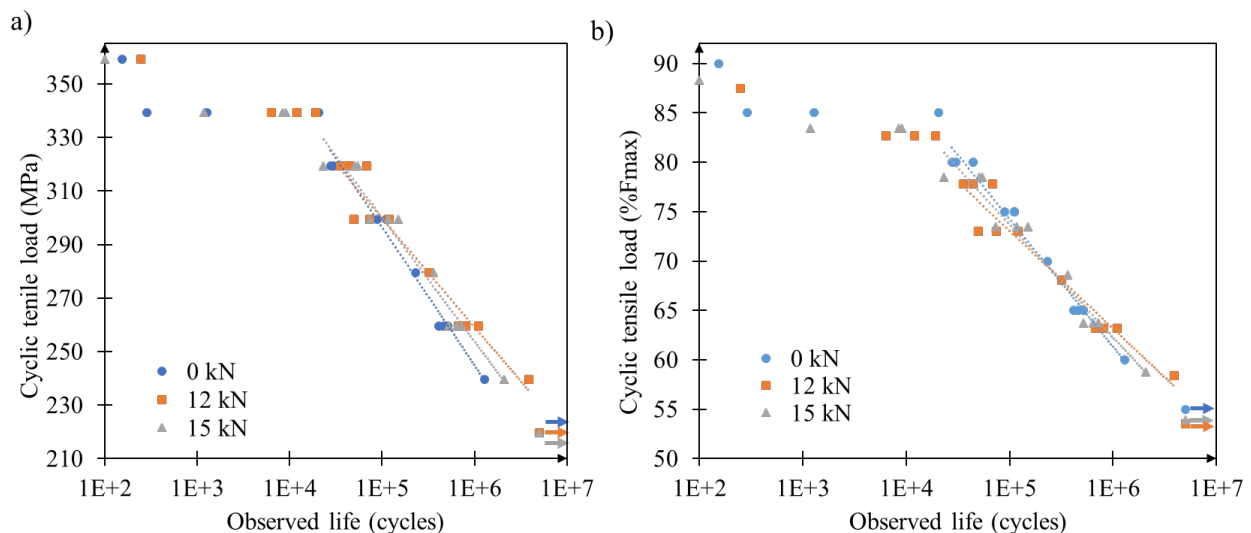 a)
Cyclic tenile load (MPa)
350
330
310
290
270
250
230
210
0 kN
12 kN
15 kN
1E+2 1E+3 1E+4 1E+5 1E+6 1E+7
Observed life (cycles)
b)
Cyclic tensile load (%Fmax)
90
85
80
75
70
65
60
55
50
0 kN
12 kN
15 kN
1E+2 1E+3 1E+4 1E+5 1E+6 1E+7
Observed life (cycles)